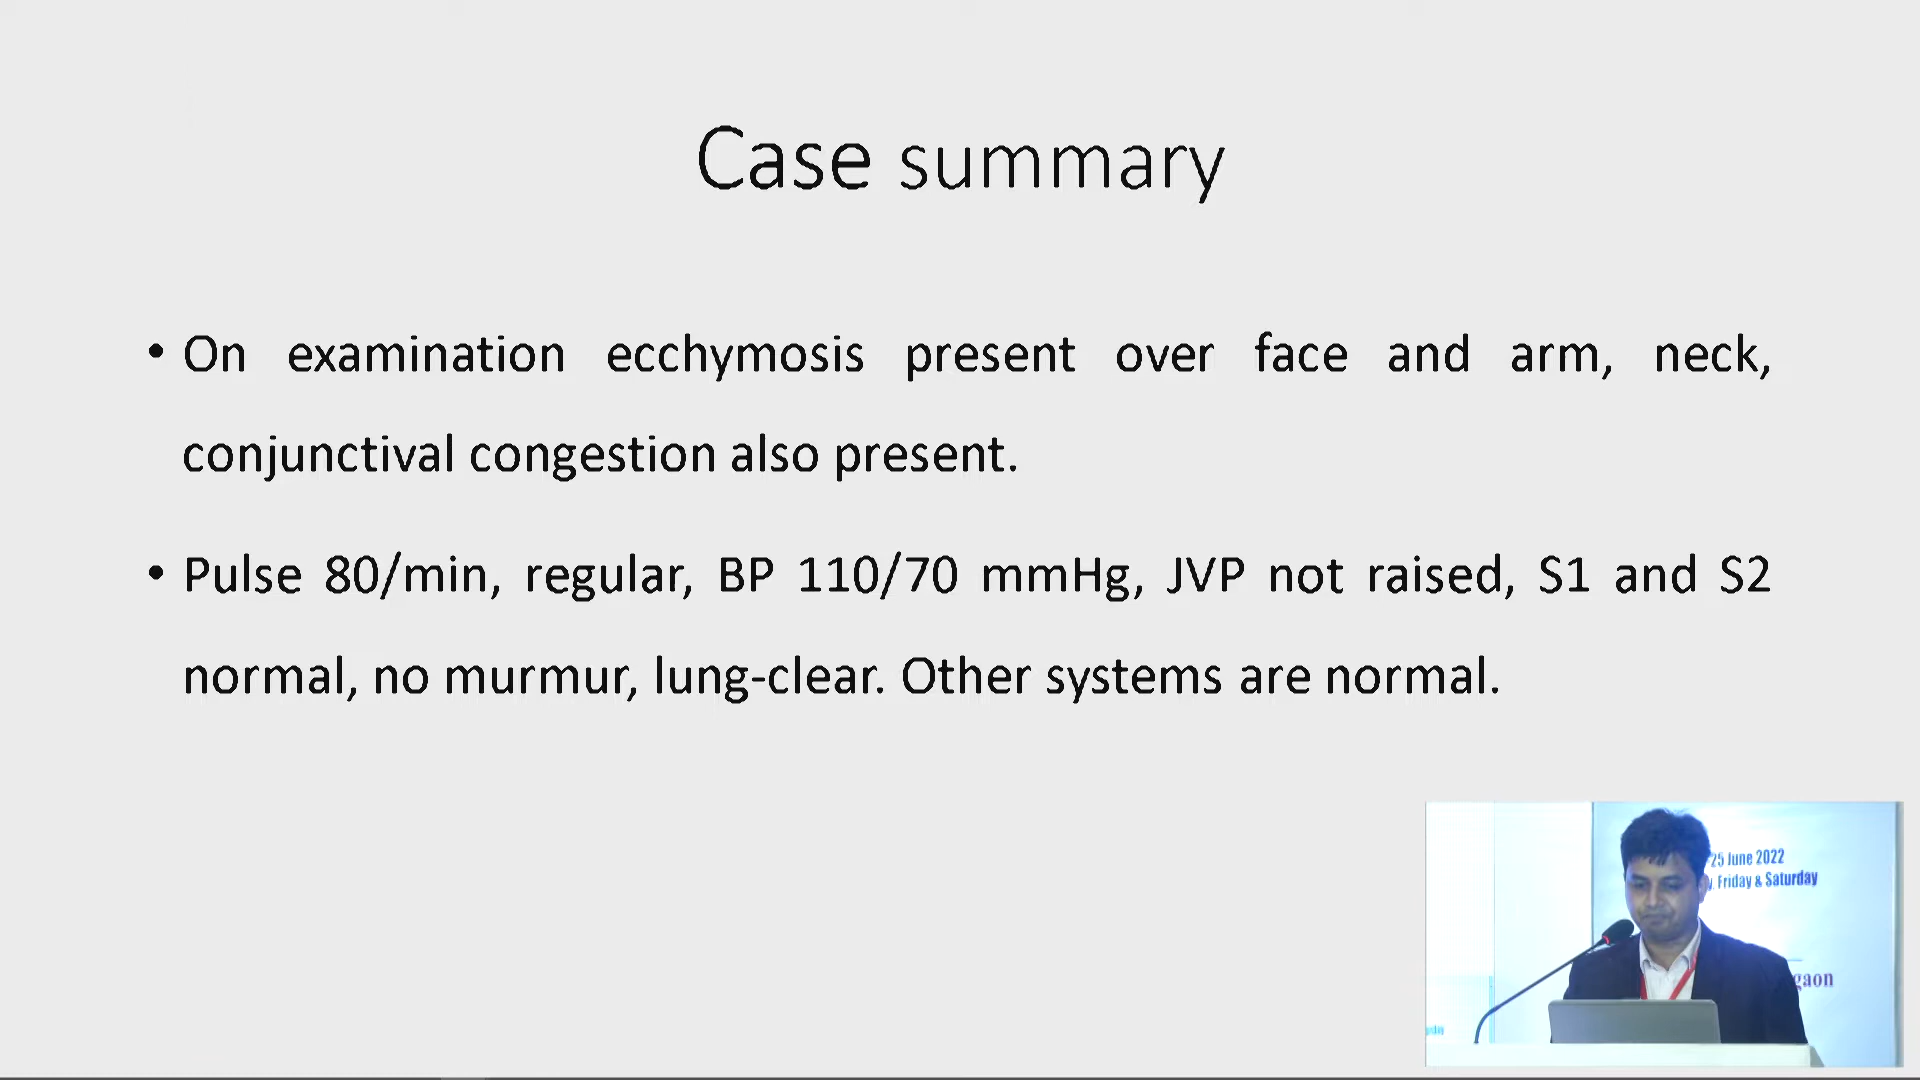 Case summary
• On examination ecchymosis present over face and arm, neck,
conjunctival congestion also present.
• Pulse 80/min, regular, BP 110/70 mmHg, JVP not raised, S1 and S2
normal, no murmur, lung-clear. Other systems are normal.
25 June 2022
Friday & Saturday
gaon